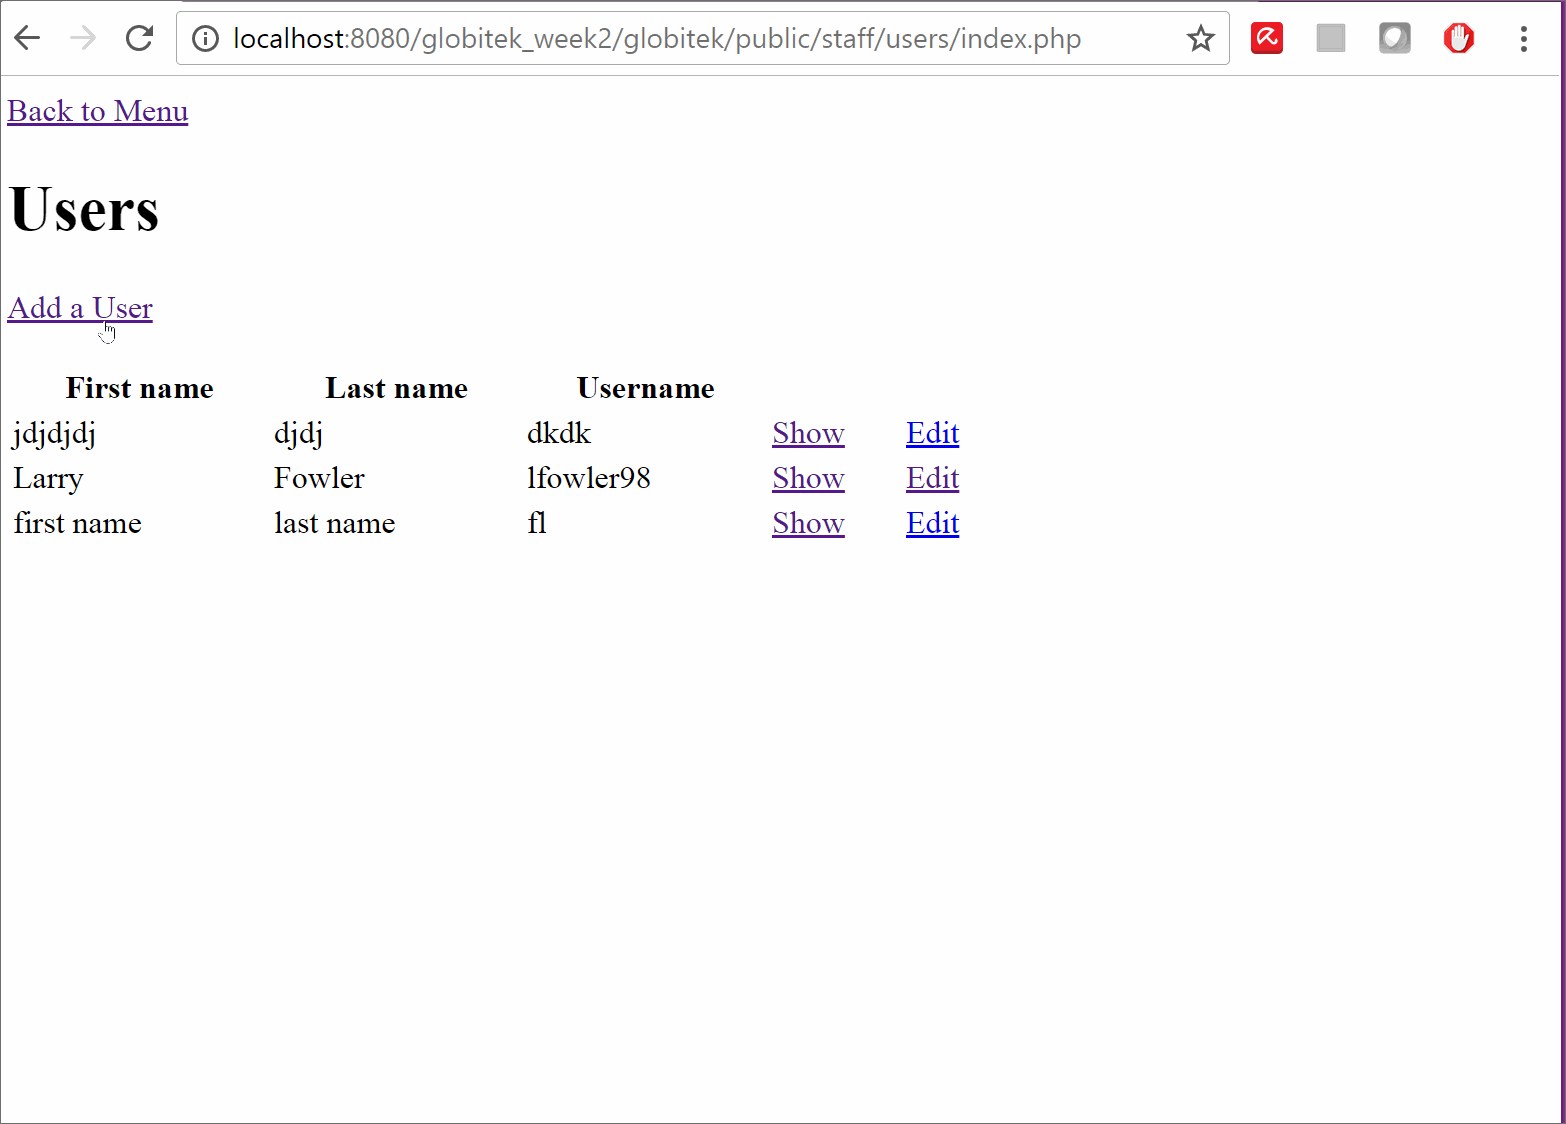 localhost:8080/globitek_week2/globitek/public/staff/users/index.php
Back to Menu
Users
Add a User
First name Last name Username
jdjdjdj djdj dkdk Show Edit
Larry Fowler lfowler98 Show Edit
first name last name fl Show Edit